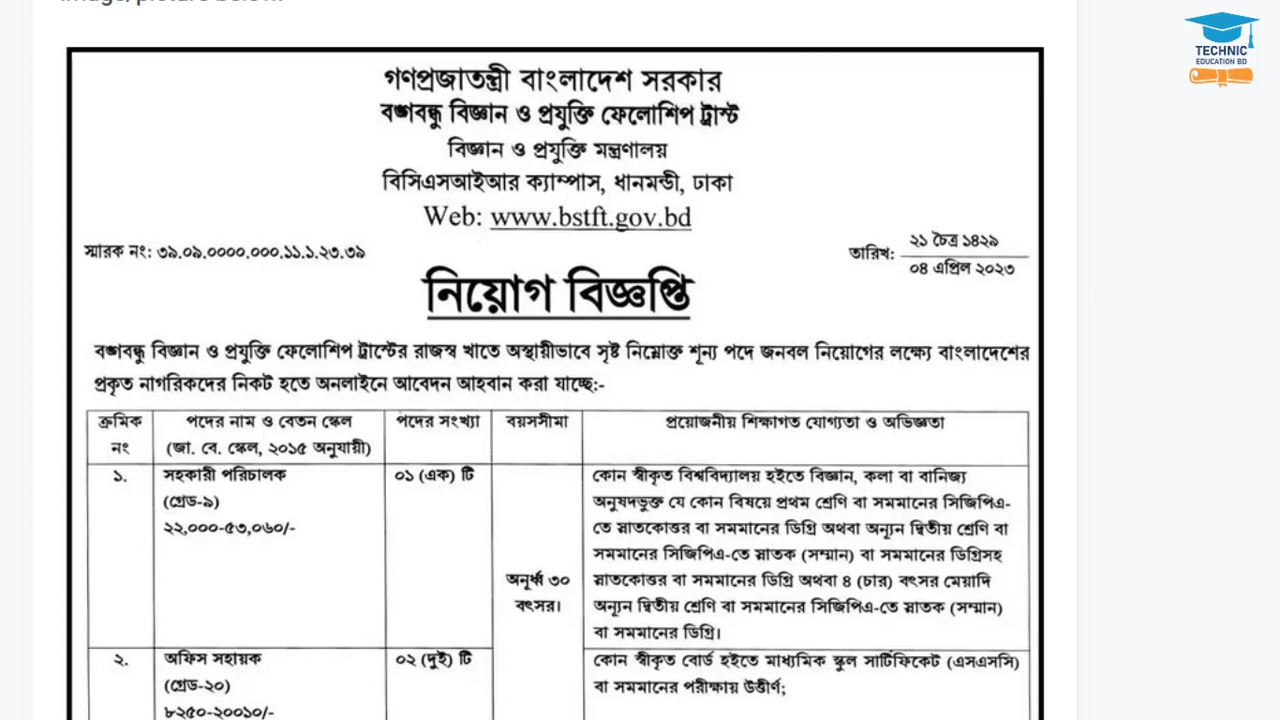 গণপ্রজাতন্ত্রী বাংলাদেশ সরকার
বঙ্গবন্ধু বিজ্ঞান ও প্রযুক্তি ফেলোশিপ ট্রাস্ট
বিজ্ঞান ও প্রযুক্তি মন্ত্রণালয়
বিসিএসআইআর ক্যাম্পাস, ধানমন্ডী, ঢাকা
Web: www.bstft.gov.bd
স্মারক নং: ৩৯.০৯.০০০০.০০০.১১.১.২৩.৩৯
তারিখ: ২১ চৈত্র ১৪২৯
০৪ এপ্রিল ২০২৩
নিয়োগ বিজ্ঞপ্তি
বঙ্গবন্ধু বিজ্ঞান ও প্রযুক্তি ফেলোশিপ ট্রাস্টের রাজস্ব খাতে অস্থায়ীভাবে সৃষ্ট নিম্নোক্ত শূন্য পদে জনবল নিয়োগের লক্ষ্যে বাংলাদেশের
প্রকৃত নাগরিকদের নিকট হতে অনলাইনে আবেদন আহবান করা যাচ্ছে:-
ক্রমিক নং
পদের নাম ও বেতন স্কেল
(জা. বে. স্কেল, ২০১৫ অনুযায়ী)
পদের সংখ্যা
বয়সসীমা
প্রয়োজনীয় শিক্ষাগত যোগ্যতা ও অভিজ্ঞতা
১.
সহকারী পরিচালক
(গ্রেড-৯)
২২,০০০-৫৩,০৬০/-
০১ (এক) টি
অনূর্ধ্ব ৩০
বৎসর।
কোন স্বীকৃত বিশ্ববিদ্যালয় হইতে বিজ্ঞান, কলা বা বানিজ্য
অনুষদভুক্ত যে কোন বিষয়ে প্রথম শ্রেণি বা সমমানের সিজিপিএ-
তে স্নাতকোত্তর বা সমমানের ডিগ্রি অথবা অন্যূন দ্বিতীয় শ্রেণি বা
সমমানের সিজিপিএ-তে স্নাতক (সম্মান) বা সমমানের ডিগ্রিসহ
স্নাতকোত্তর বা সমমানের ডিগ্রি অথবা ৪ (চার) বৎসর মেয়াদি
অন্যূন দ্বিতীয় শ্রেণি বা সমমানের সিজিপিএ-তে স্নাতক (সম্মান)
বা সমমানের ডিগ্রি।
২.
অফিস সহায়ক
(গ্রেড-২০)
৮২৫০-২০০১০/-
০২ (দুই) টি
কোন স্বীকৃত বোর্ড হইতে মাধ্যমিক স্কুল সার্টিফিকেট (এসএসসি)
বা সমমানের পরীক্ষায় উত্তীর্ণ;
TECHNIC
EDUCATION BD